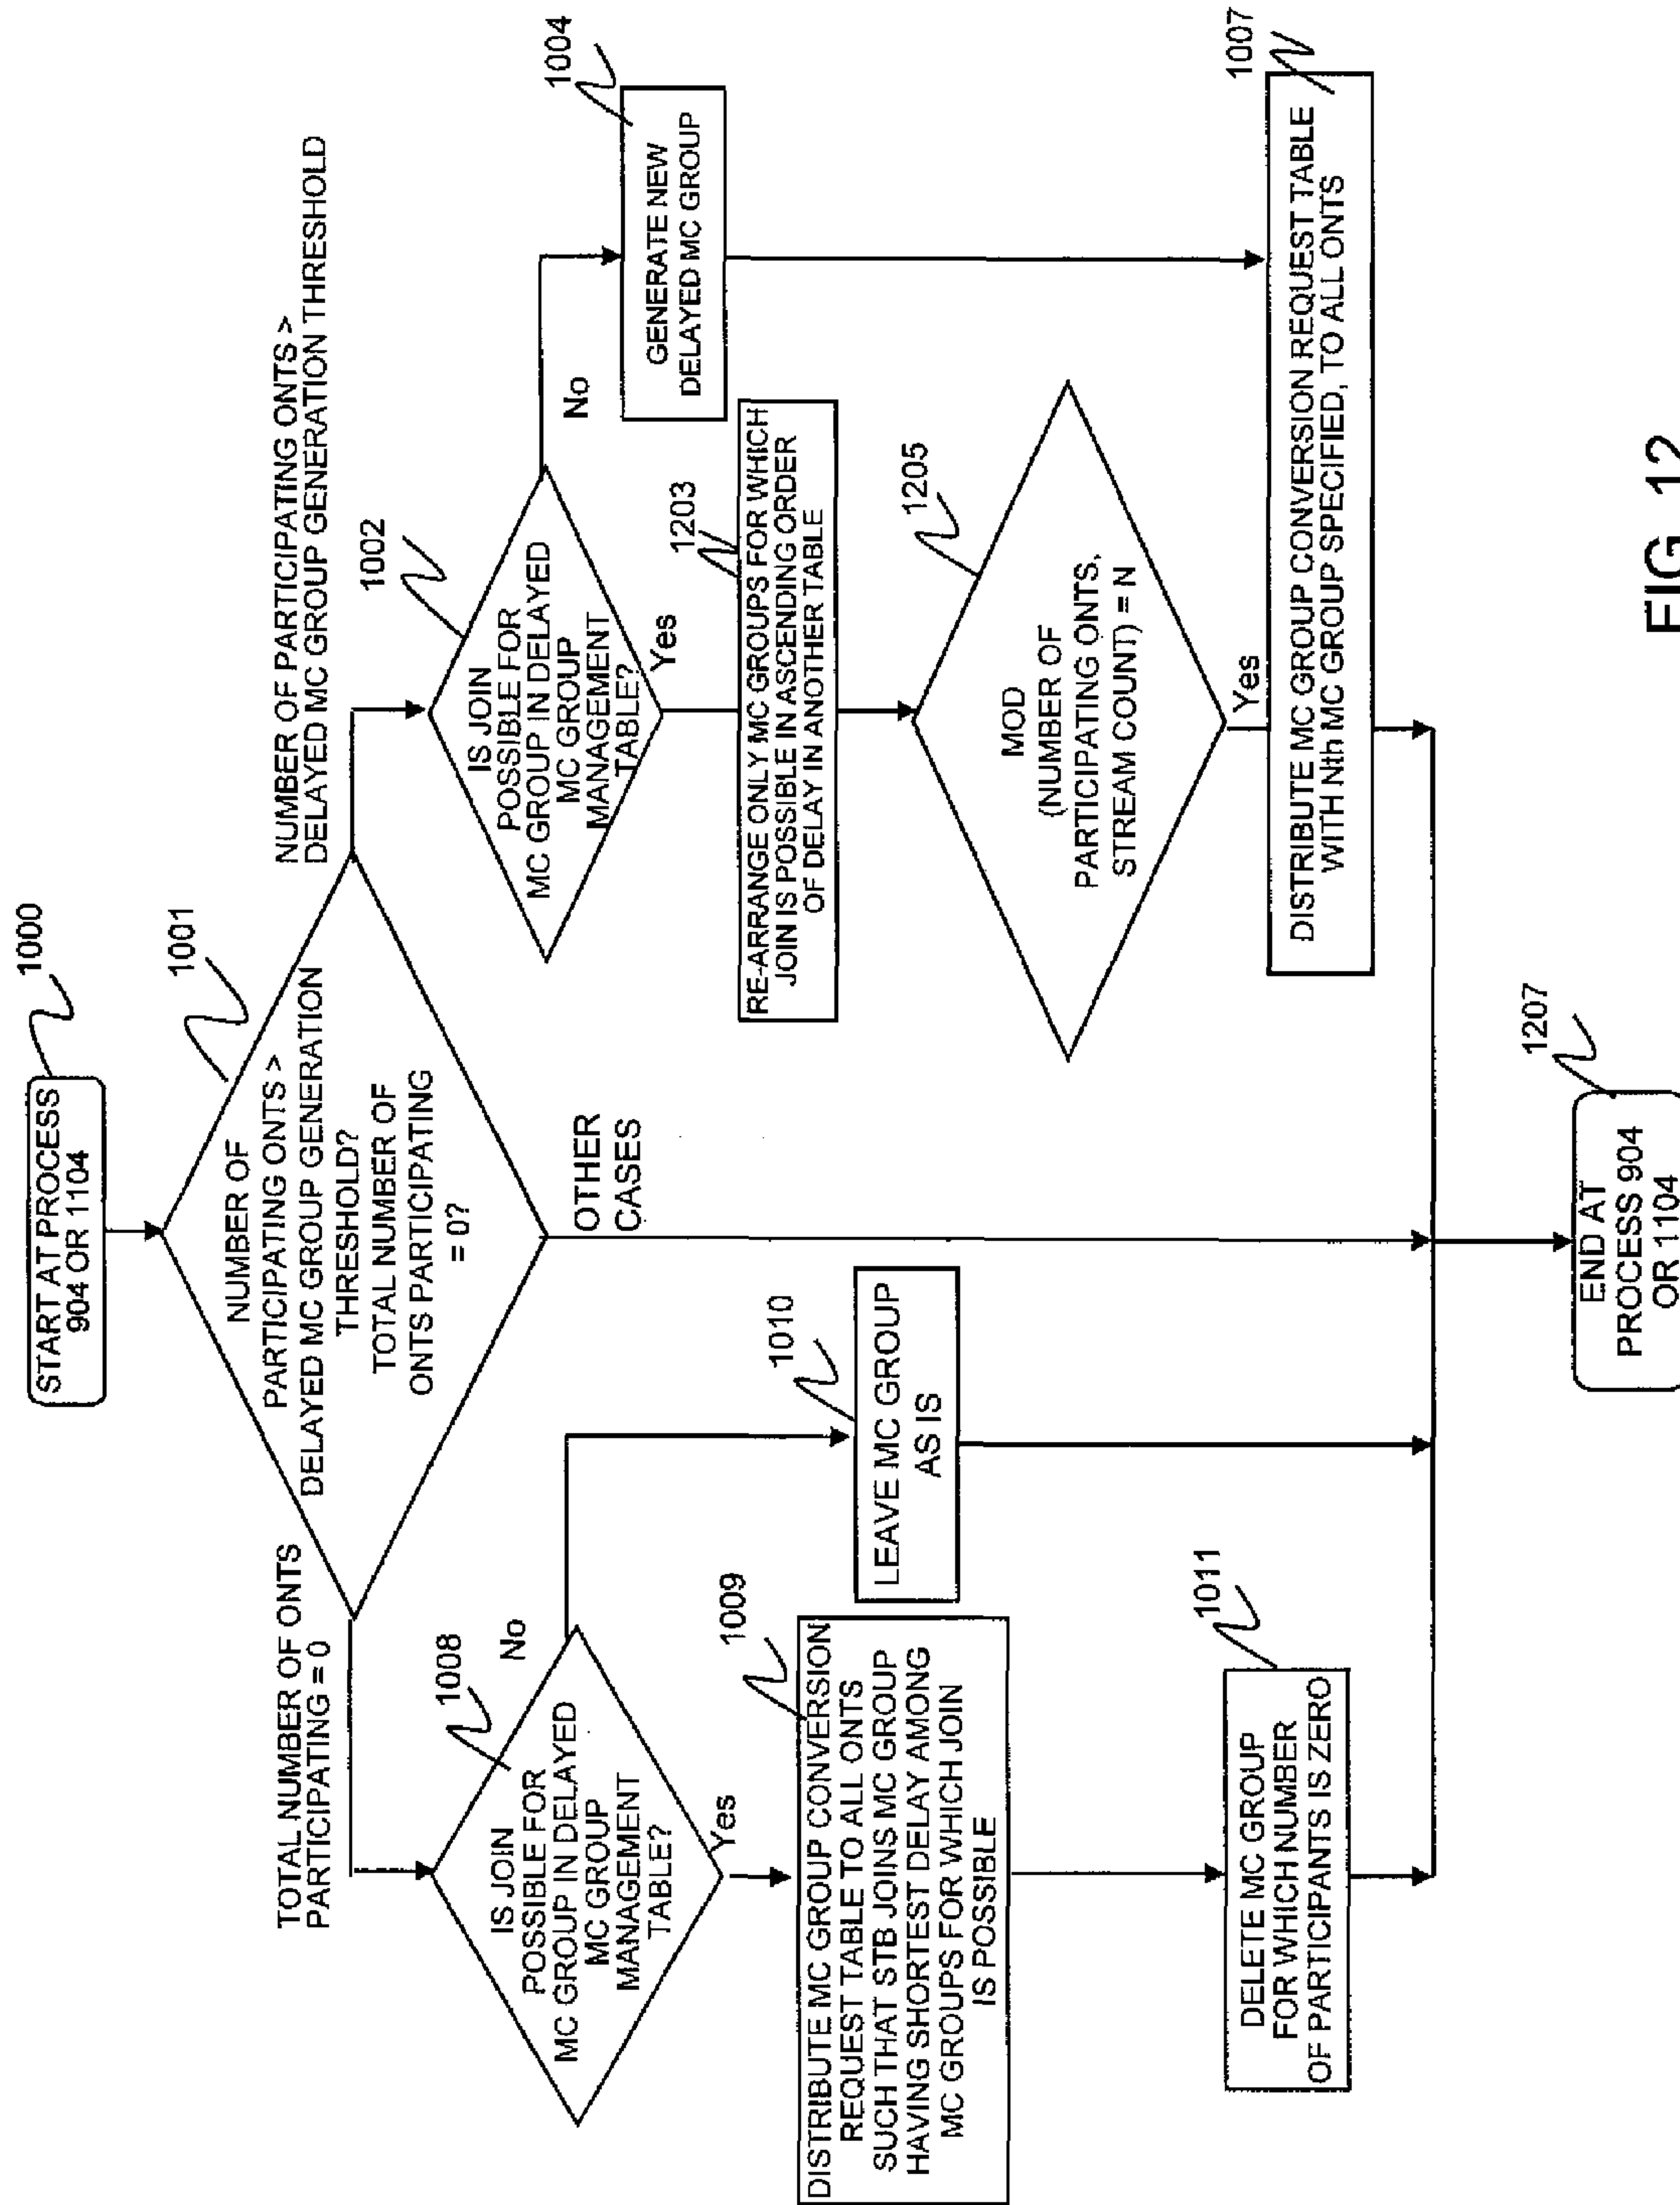 START AT PROCESS
904 OR 1104
1000
NUMBER OF
PARTICIPATING ONTS >
DELAYED MC GROUP GENERATION
THRESHOLD?
TOTAL NUMBER OF
ONTS PARTICIPATING
= 0?
1001
TOTAL NUMBER OF ONTS
PARTICIPATING = 0
NUMBER OF PARTICIPATING ONTS >
DELAYED MC GROUP GENERATION THRESHOLD
OTHER
CASES
IS JOIN
POSSIBLE FOR
MC GROUP IN DELAYED
MC GROUP
MANAGEMENT
TABLE?
1008
No
Yes
DISTRIBUTE MC GROUP CONVERSION
REQUEST TABLE TO ALL ONTS
SUCH THAT STB JOINS MC GROUP
HAVING SHORTEST DELAY AMONG
MC GROUPS FOR WHICH JOIN
IS POSSIBLE
1009
LEAVE MC GROUP
AS IS
1010
DELETE MC GROUP
FOR WHICH NUMBER
OF PARTICIPANTS IS ZERO
1011
IS JOIN
POSSIBLE FOR
MC GROUP IN DELAYED
MC GROUP
MANAGEMENT
TABLE?
1002
No
Yes
GENERATE NEW
DELAYED MC GROUP
1004
RE-ARRANGE ONLY MC GROUPS FOR WHICH
JOIN IS POSSIBLE IN ASCENDING ORDER
OF DELAY IN ANOTHER TABLE
1203
MOD
(NUMBER OF
PARTICIPATING ONTS,
STREAM COUNT) = N
1205
Yes
DISTRIBUTE MC GROUP CONVERSION REQUEST TABLE
WITH Nth MC GROUP SPECIFIED, TO ALL ONTS
1007
END AT
PROCESS 904
OR 1104
1207
FIG. 12